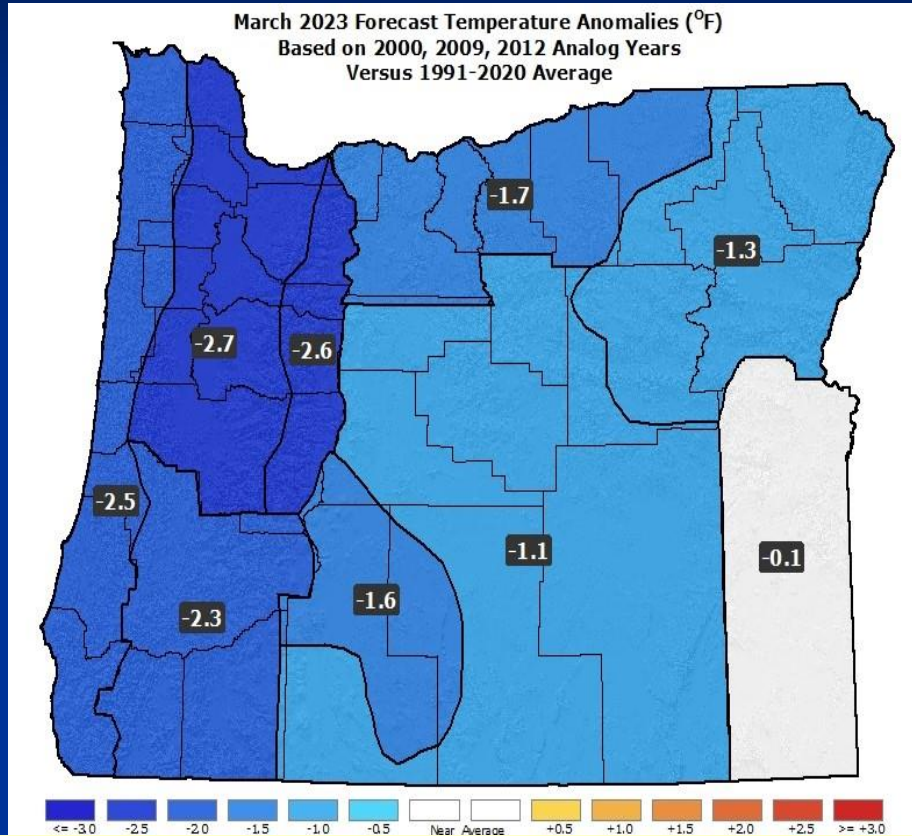 March 2023 Forecast Temperature Anomalies (°F)
Based on 2000, 2009, 2012 Analog Years
Versus 1991-2020 Average
-1.7
-1.3
-2.7
-2.6
-2.5
-1.1
-0.1
-1.6
-2.3
<= -3.0 -2.5 -2.0 -1.5 -1.0 -0.5 Near Average +0.5 +1.0 +1.5 +2.0 +2.5 >= +3.0